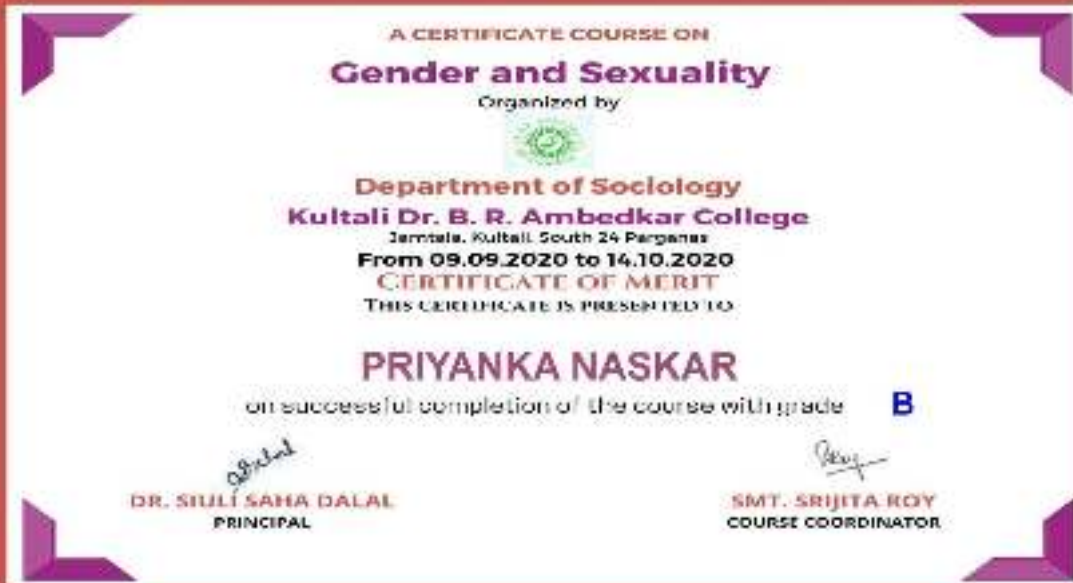 A CERTIFICATE COURSE ON
Gender and Sexuality
Organized by
Department of Sociology
Kultali Dr. B. R. Ambedkar College
Jamtala, Kultali, South 24 Parganas
From 09.09.2020 to 14.10.2020
CERTIFICATE OF MERIT
THIS CERTIFICATE IS PRESENTED TO
PRIYANKA NASKAR
on successful completion of the course with grade B
DR. SIULI SAHA DALAL
PRINCIPAL
SMT. SRIJITA ROY
COURSE COORDINATOR